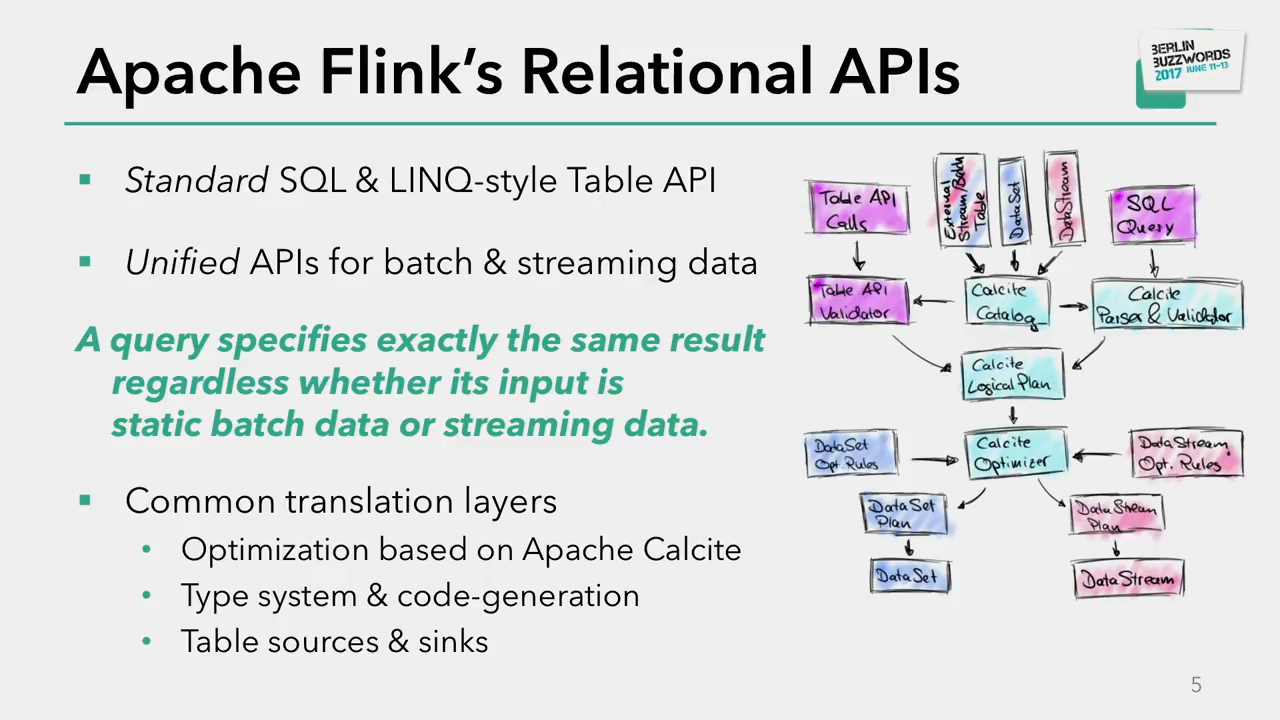 Apache Flink’s Relational APIs
BERLIN
BUZZWORDS
2017 JUNE 11-13
▪ Standard SQL & LINQ-style Table API
▪ Unified APIs for batch & streaming data
A query specifies exactly the same result
regardless whether its input is
static batch data or streaming data.
▪ Common translation layers
• Optimization based on Apache Calcite
• Type system & code-generation
• Table sources & sinks
Table API
Calls
External
Stream/Batch
Table
DataSet
DataStream
SQL
Query
Table API
Validator
Calcite
Catalog
Calcite
Parser & Validator
Calcite
Logical Plan
DataSet
Opt. Rules
Calcite
Optimizer
DataStream
Opt. Rules
DataSet
Plan
DataStream
Plan
DataSet
DataStream
5